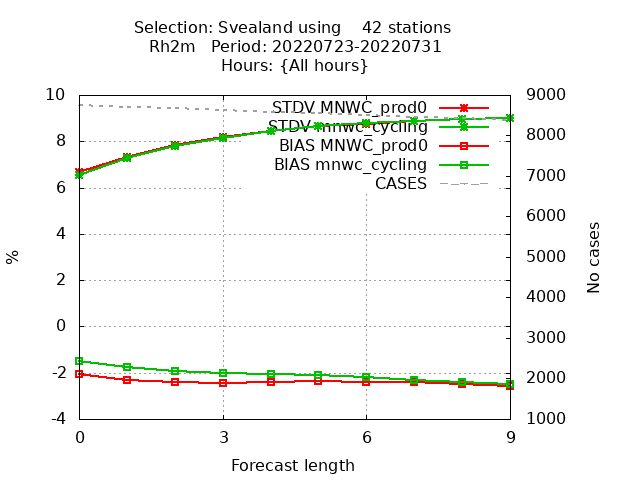 Selection: Svealand using 42 stations
Rh2m Period: 20220723-20220731
Hours: {All hours}
10
8
6
4
2
0
-2
-4
%
9000
8000
7000
6000
5000
4000
3000
2000
1000
No cases
STDV MNWC_prod0
STDV mnwc_cycling
BIAS MNWC_prod0
BIAS mnwc_cycling
CASES
0 3 6 9
Forecast length